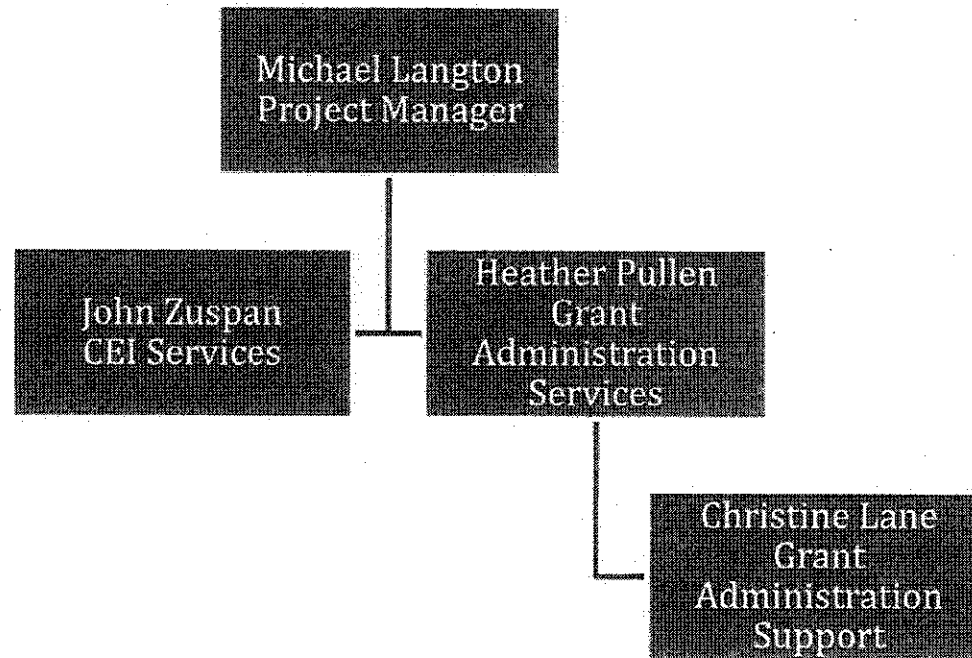 Michael Langton
Project Manager
John Zuspan
CEI Services
Heather Pullen
Grant
Administration
Services
Christine Lane
Grant
Administration
Support